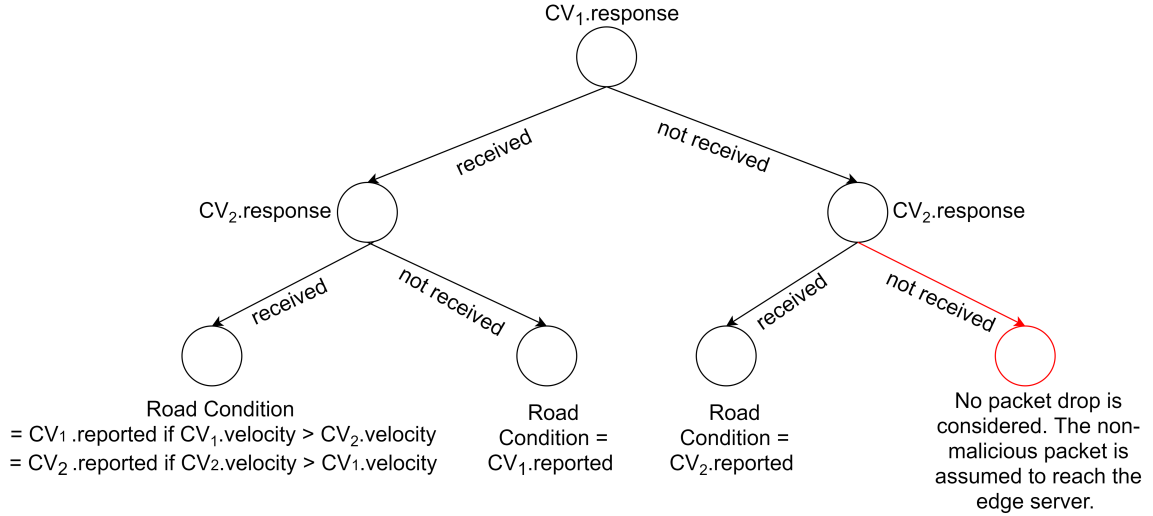 CV₁.response
received
not received
CV₂.response
CV₂.response
received
not received
received
not received
Road Condition
= CV₁ .reported if CV₁.velocity > CV₂.velocity
= CV₂ .reported if CV₂.velocity > CV₁.velocity
Road
Condition =
CV₁.reported
Road
Condition =
CV₂.reported
No packet drop is
considered. The non-
malicious packet is
assumed to reach the
edge server.